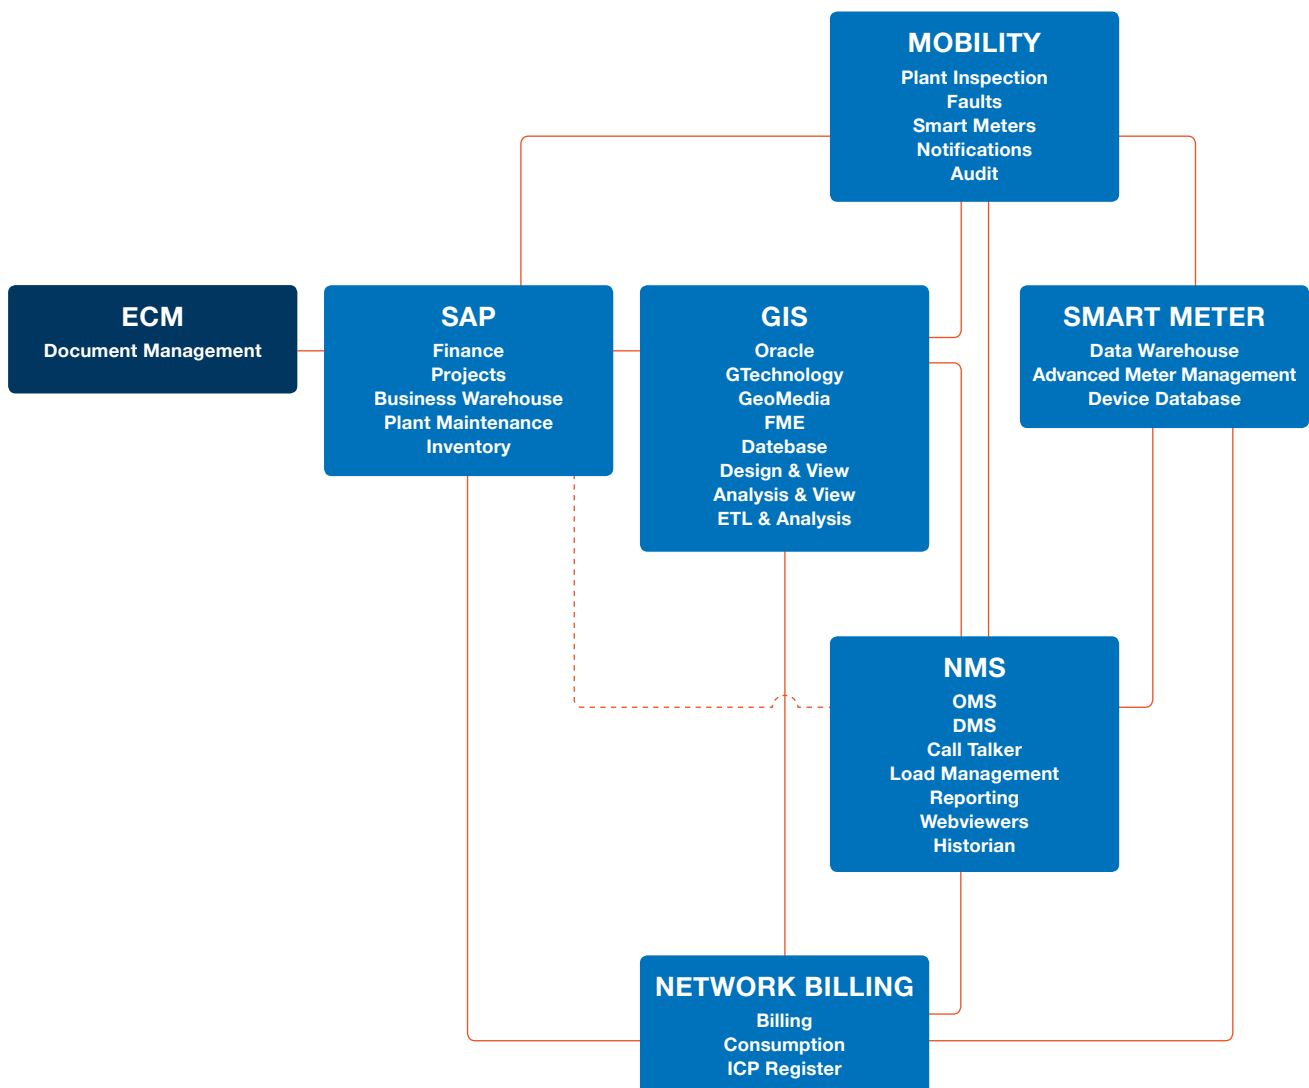 MOBILITY
Plant Inspection
Faults
Smart Meters
Notifications
Audit
ECM
Document Management
SAP
Finance
Projects
Business Warehouse
Plant Maintenance
Inventory
GIS
Oracle
GTechnology
GeoMedia
FME
Datebase
Design & View
Analysis & View
ETL & Analysis
SMART METER
Data Warehouse
Advanced Meter Management
Device Database
NMS
OMS
DMS
Call Talker
Load Management
Reporting
Webviewers
Historian
NETWORK BILLING
Billing
Consumption
ICP Register